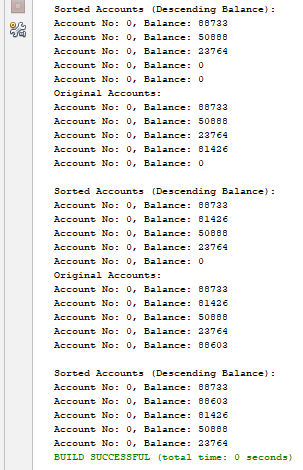 Sorted Accounts (Descending Balance):
Account No: 0, Balance: 88733
Account No: 0, Balance: 50888
Account No: 0, Balance: 23764
Account No: 0, Balance: 0
Account No: 0, Balance: 0
Original Accounts:
Account No: 0, Balance: 88733
Account No: 0, Balance: 50888
Account No: 0, Balance: 23764
Account No: 0, Balance: 81426
Account No: 0, Balance: 0
Sorted Accounts (Descending Balance):
Account No: 0, Balance: 88733
Account No: 0, Balance: 81426
Account No: 0, Balance: 50888
Account No: 0, Balance: 23764
Account No: 0, Balance: 0
Original Accounts:
Account No: 0, Balance: 88733
Account No: 0, Balance: 81426
Account No: 0, Balance: 50888
Account No: 0, Balance: 23764
Account No: 0, Balance: 88603
Sorted Accounts (Descending Balance):
Account No: 0, Balance: 88733
Account No: 0, Balance: 88603
Account No: 0, Balance: 81426
Account No: 0, Balance: 50888
Account No: 0, Balance: 23764
BUILD SUCCESSFUL (total time: 0 seconds)